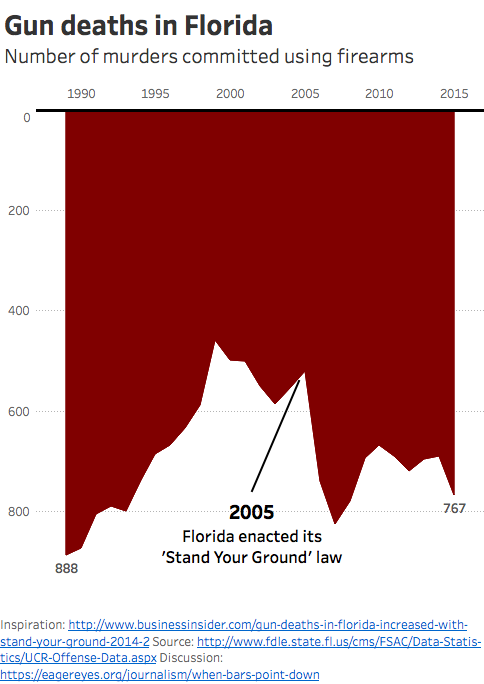 Gun deaths in Florida
Number of murders committed using firearms
1990 1995 2000 2005 2010 2015
0
200
400
600
800
888
767
2005
Florida enacted its
'Stand Your Ground' law
Inspiration: http://www.businessinsider.com/gun-deaths-in-florida-increased-with-
stand-your-ground-2014-2 Source: http://www.fdle.state.fl.us/cms/FSAC/Data-Statis-
tics/UCR-Offense-Data.aspx Discussion:
https://eagereyes.org/journalism/when-bars-point-down